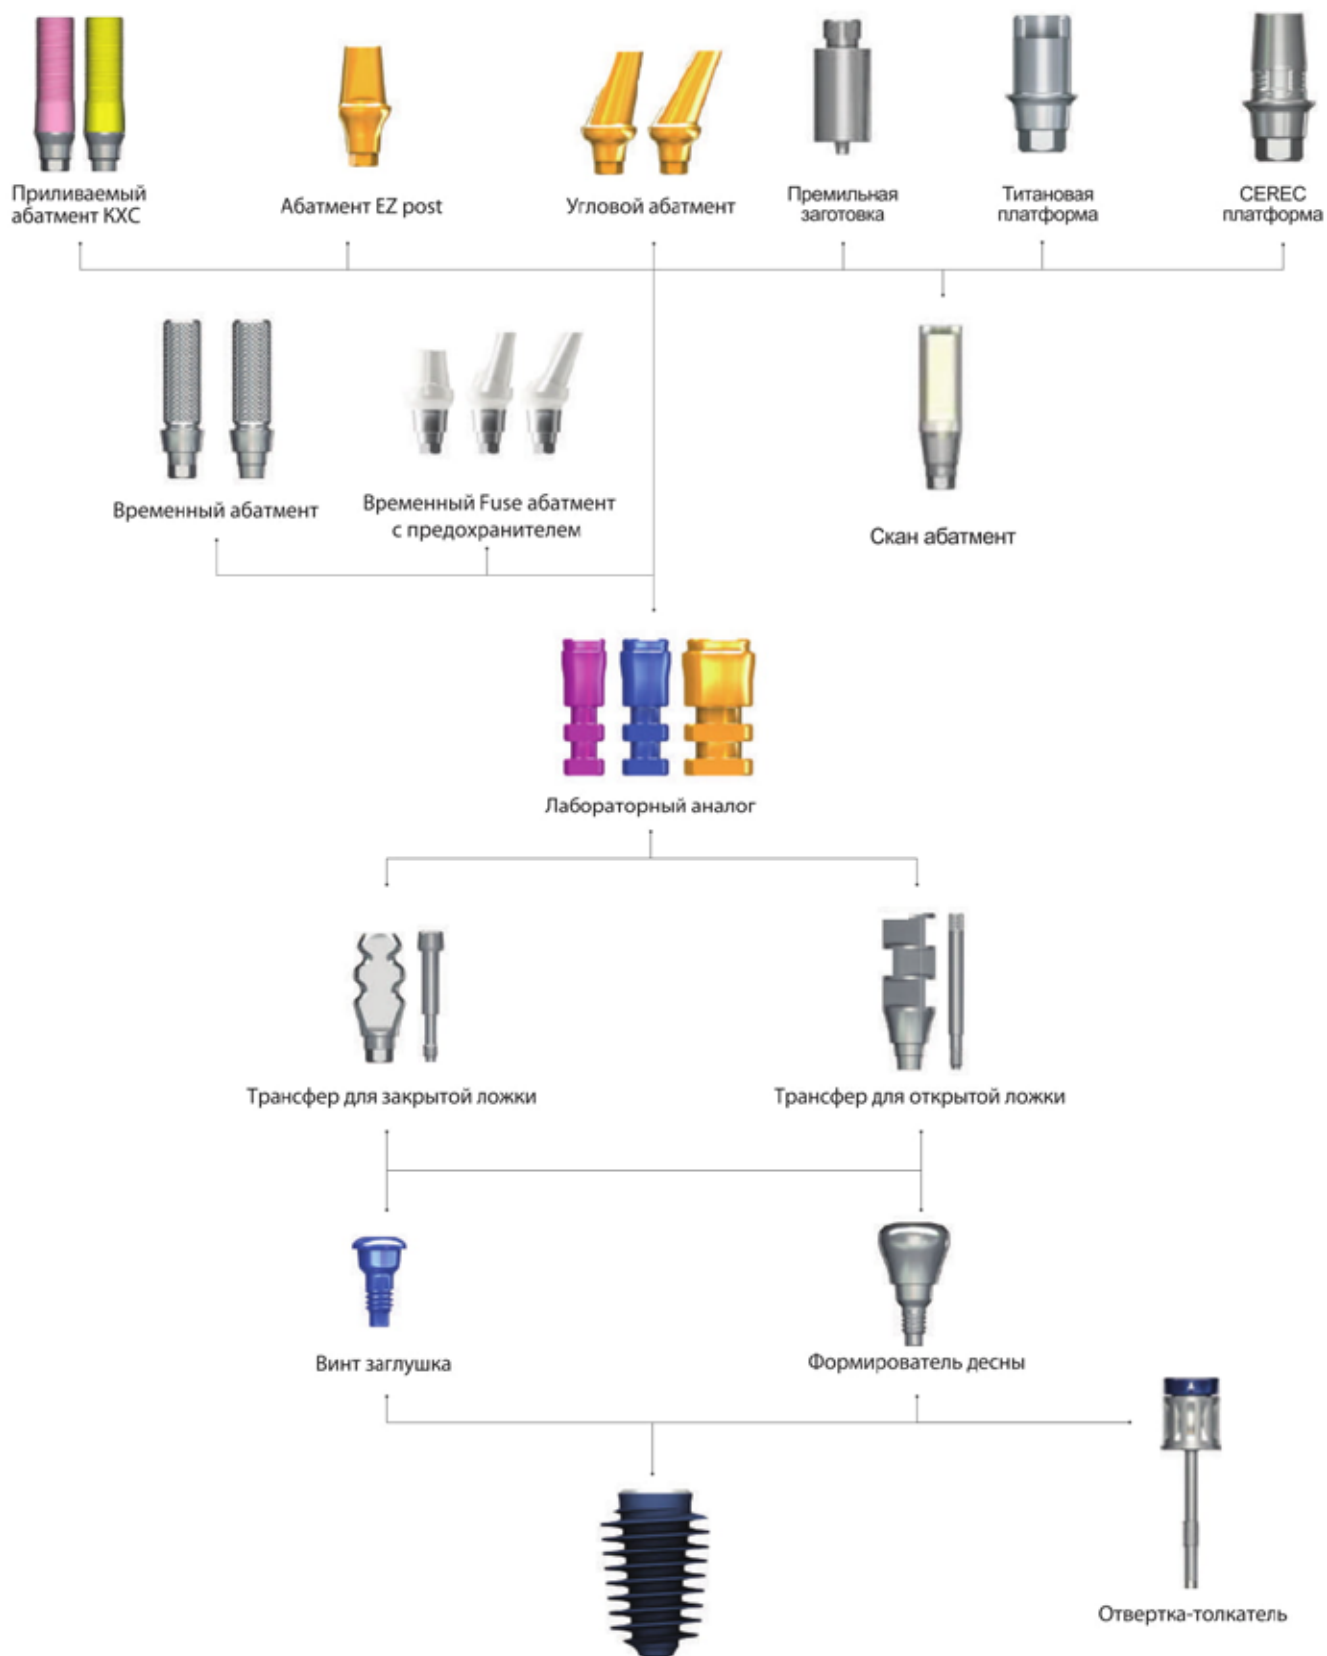 Приливаемый
абатмент KXC
Абатмент EZ post
Угловой абатмент
Премильная
заготовка
Титановая
платформа
CEREC
платформа
Временный абатмент
Временный Fuse абатмент
с предохранителем
Скан абатмент
Лабораторный аналог
Трансфер для закрытой ложки
Трансфер для открытой ложки
Винт заглушка
Формирователь десны
Отвертка-толкатель